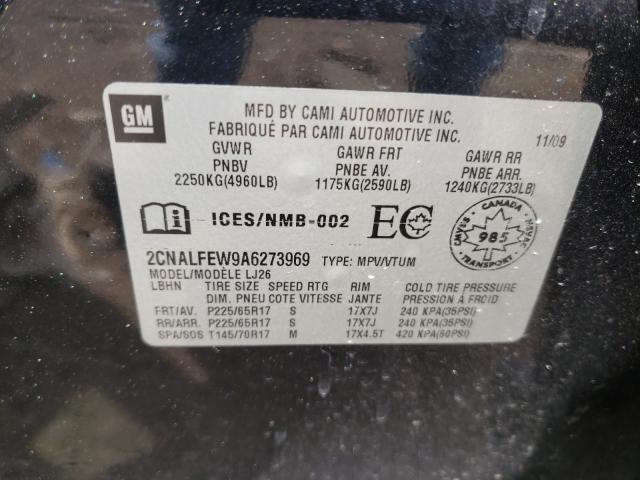 GM
MFD BY CAMI AUTOMOTIVE INC.
FABRIQUÉ PAR CAMI AUTOMOTIVE INC.
11/09
GVWR GAWR FRT GAWR RR
PNBV PNBE AV. PNBE ARR.
2250KG(4960LB) 1175KG(2590LB) 1240KG(2733LB)
ICES/NMB-002 EC
CANADA
CMVSS 985 NSVAC
TRANSPORT
2CNALFEW9A6273969 TYPE: MPV/VTUM
MODEL/MODÈLE LJ26
LBHN TIRE SIZE SPEED RTG RIM COLD TIRE PRESSURE
DIM. PNEU COTE VITESSE JANTE PRESSION À FROID
FRT/AV. P225/65R17 S 17X7J 240 KPA(35PSI)
RR/ARR. P225/65R17 S 17X7J 240 KPA(35PSI)
SPA/SOS T145/70R17 M 17X4.5T 420 KPA(60PSI)